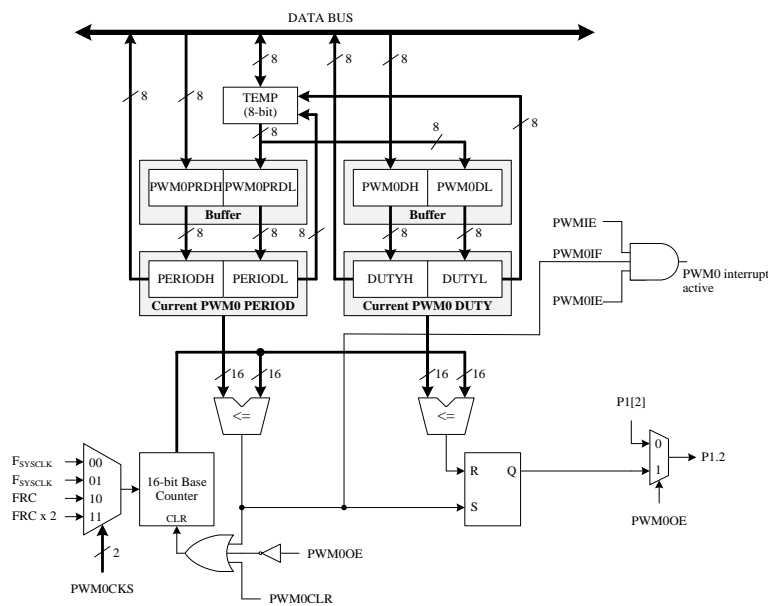 DATA BUS
8
8
8
8
8
TEMP
(8-bit)
8
8
8
PWM0PRDH
PWM0PRDL
Buffer
PWM0DH
PWM0DL
Buffer
8
8
8
8
8
PERIODH
PERIODL
Current PWM0 PERIOD
DUTYH
DUTYL
Current PWM0 DUTY
PWMIE
PWM0IF
PWM0IE
PWM0 interrupt
active
16
16
16
16
<=
<=
FSYSCLK
FSYSCLK
FRC
FRC x 2
00
01
10
11
2
PWM0CKS
16-bit Base
Counter
CLR
PWM0OE
PWM0CLR
R
Q
S
P1[2]
0
1
P1.2
PWM0OE